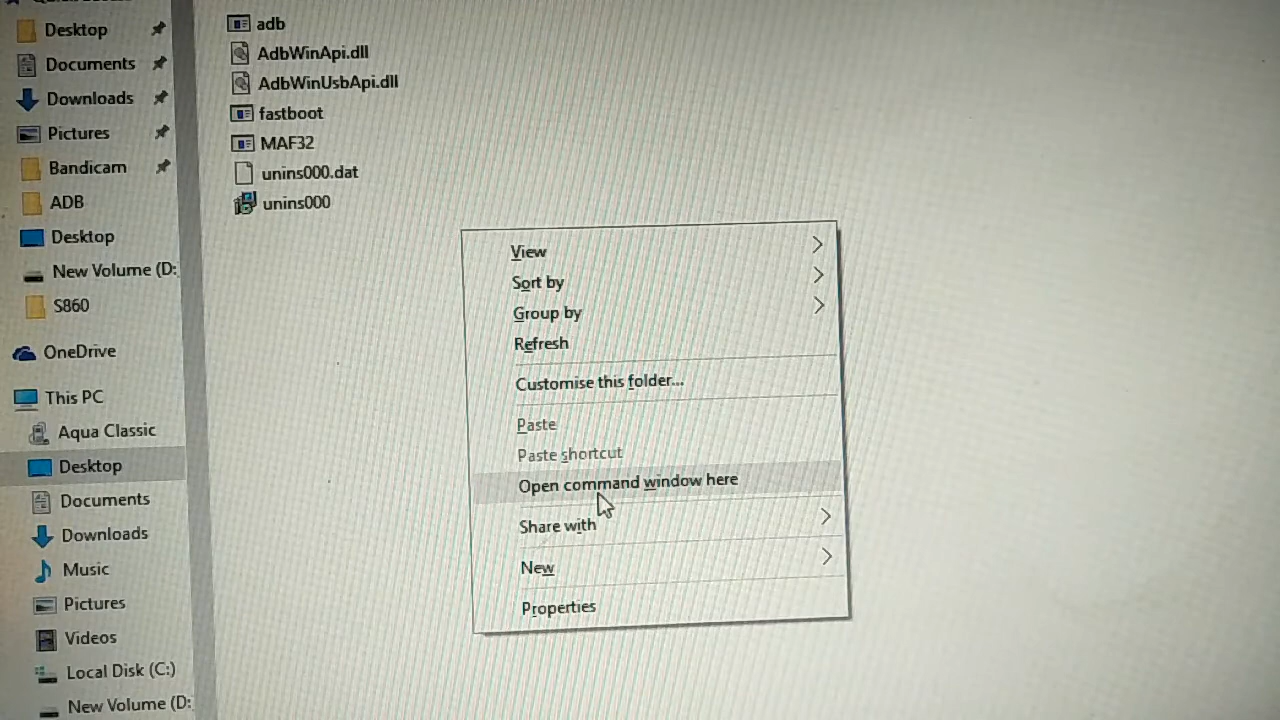 Desktop
Documents
Downloads
Pictures
Bandicam
ADB
Desktop
New Volume (D:
S860
OneDrive
This PC
Aqua Classic
Desktop
Documents
Downloads
Music
Pictures
Videos
Local Disk (C:)
New Volume (D:
adb
AdbWinApi.dll
AdbWinUsbApi.dll
fastboot
MAF32
unins000.dat
unins000
View
Sort by
Group by
Refresh
Customise this folder...
Paste
Paste shortcut
Open command window here
Share with
New
Properties